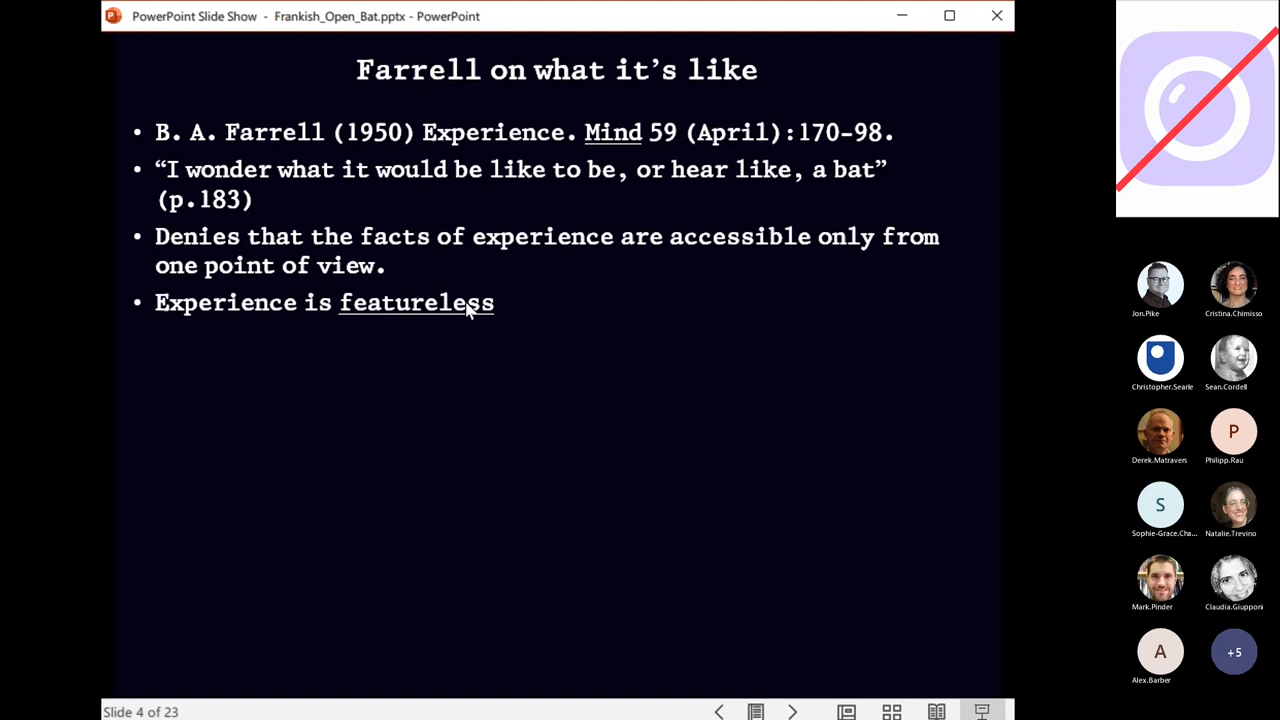 PowerPoint Slide Show - Frankish_Open_Bat.pptx - PowerPoint
Farrell on what it’s like
• B. A. Farrell (1950) Experience. Mind 59 (April):170-98.
• “I wonder what it would be like to be, or hear like, a bat”
(p.183)
• Denies that the facts of experience are accessible only from
one point of view.
• Experience is featureless
Jon.Pike
Cristina.Chimisso
Christopher.Searle
Sean.Cordell
P
Derek.Matravers
Philipp.Rau
S
Sophie-Grace.Cha...
Natalie.Trevino
Mark.Pinder
Claudia.Giupponi
A
+5
Alex.Barber
Slide 4 of 23